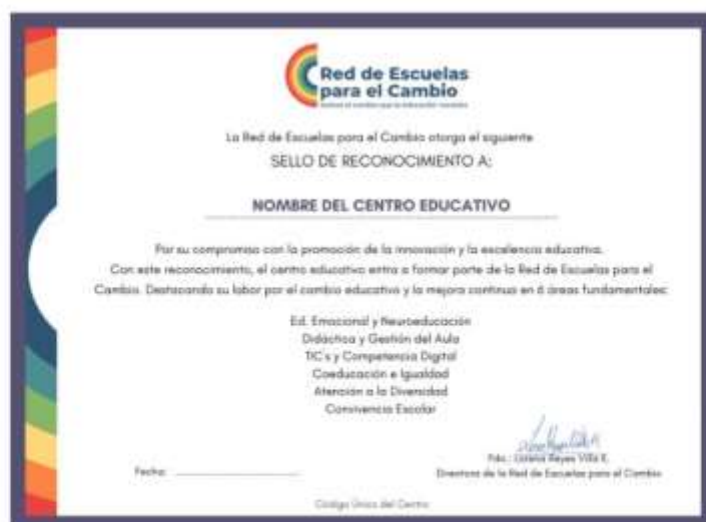 Red de Escuelas
para el Cambio
La Red de Escuelas para el Cambio otorga el siguiente
SELLO DE RECONOCIMIENTO A:
NOMBRE DEL CENTRO EDUCATIVO
Por su compromiso con la promoción de la innovación y la excelencia educativa.
Con este reconocimiento, el centro educativo entra a formar parte de la Red de Escuelas para el
Cambio. Destacando su labor por el cambio educativo y la mejora continua en 6 áreas fundamentales:
Ed. Emocional y Neuroeducación
Didáctica y Gestión del Aula
TIC's y Competencia Digital
Coeducación e Igualdad
Atención a la Diversidad
Convivencia Escolar
Fdo.: Lorena Reyes Villa R.
Fecha:
Directora de la Red de Escuelas para el Cambio
Código Único del Centro